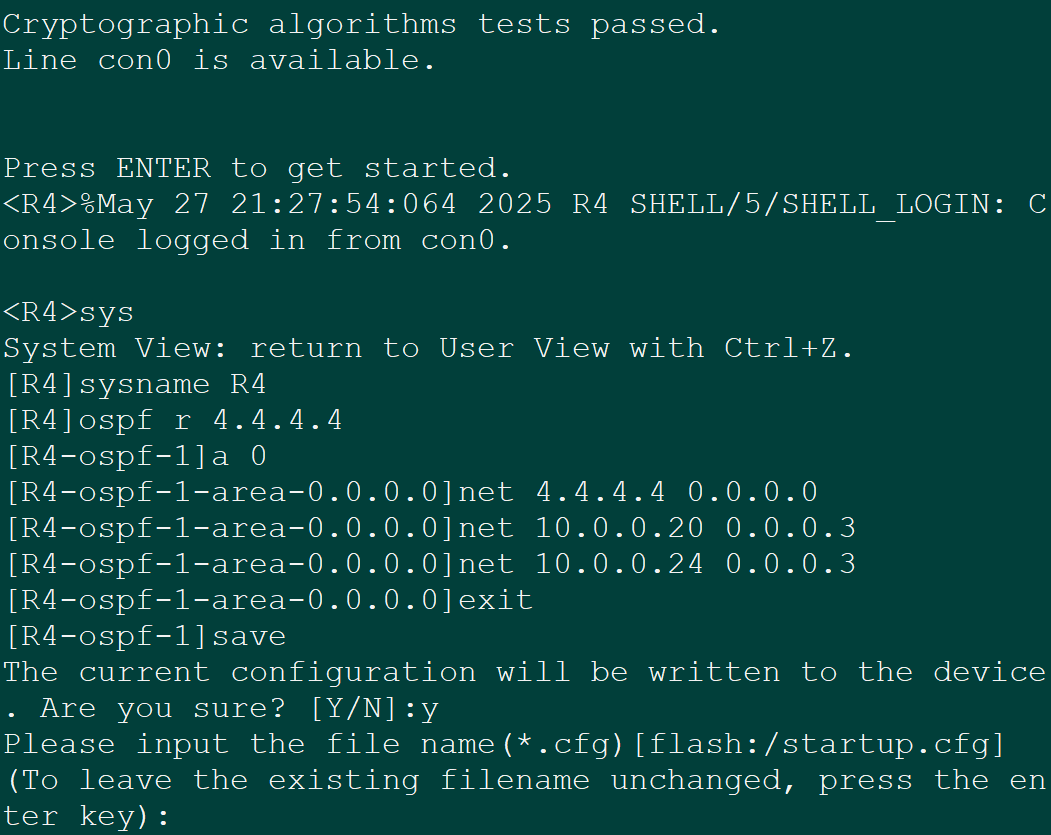 Cryptographic algorithms tests passed.
Line con0 is available.
Press ENTER to get started.
<R4>%May 27 21:27:54:064 2025 R4 SHELL/5/SHELL_LOGIN: C
onsole logged in from con0.
<R4>sys
System View: return to User View with Ctrl+Z.
[R4]sysname R4
[R4]ospf r 4.4.4.4
[R4-ospf-1]a 0
[R4-ospf-1-area-0.0.0.0]net 4.4.4.4 0.0.0.0
[R4-ospf-1-area-0.0.0.0]net 10.0.0.20 0.0.0.3
[R4-ospf-1-area-0.0.0.0]net 10.0.0.24 0.0.0.3
[R4-ospf-1-area-0.0.0.0]exit
[R4-ospf-1]save
The current configuration will be written to the device
. Are you sure? [Y/N]:y
Please input the file name(*.cfg)[flash:/startup.cfg]
(To leave the existing filename unchanged, press the en
ter key):